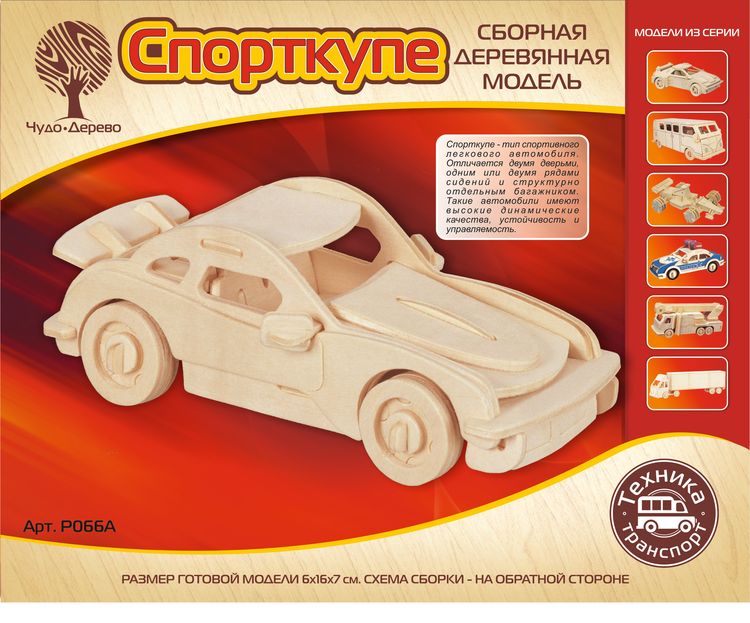 Чудо•Дерево
Спорткупе
СБОРНАЯ
ДЕРЕВЯННАЯ
МОДЕЛЬ
МОДЕЛИ ИЗ СЕРИИ
Спорткупе - тип спортивного
легкового автомобиля.
Отличается двумя дверьми,
одним или двумя рядами
сидений и структурно
отдельным багажником.
Такие автомобили имеют
высокие динамические
качества, устойчивость и
управляемость.
Арт. P066A
Техника
транспорт
РАЗМЕР ГОТОВОЙ МОДЕЛИ 6x16x7 см. СХЕМА СБОРКИ - НА ОБРАТНОЙ СТОРОНЕ